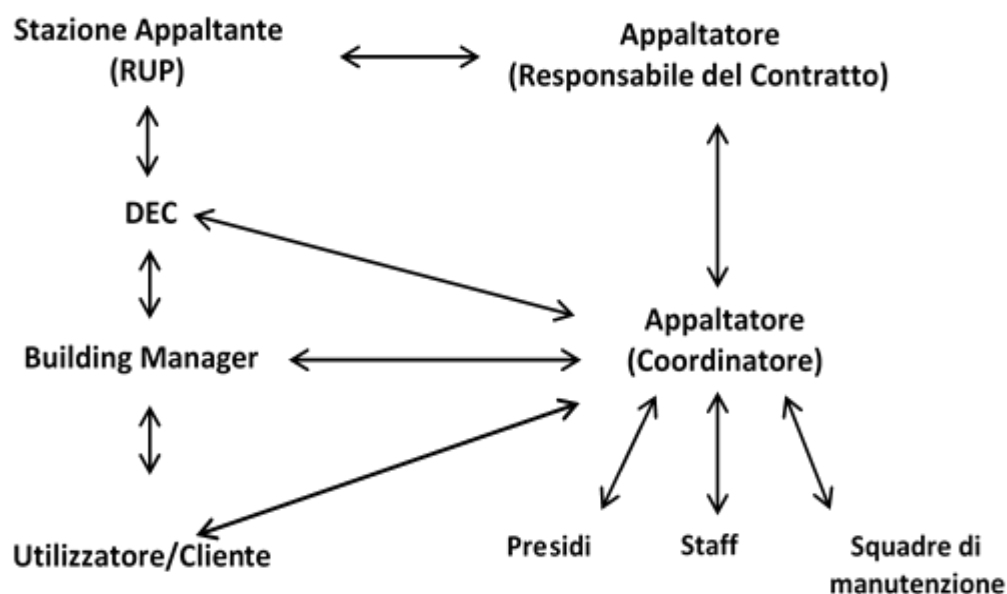 Stazione Appaltante
(RUP)
Appaltatore
(Responsabile del Contratto)
DEC
Appaltatore
(Coordinatore)
Building Manager
Utilizzatore/Cliente
Presidi
Staff
Squadre di
manutenzione